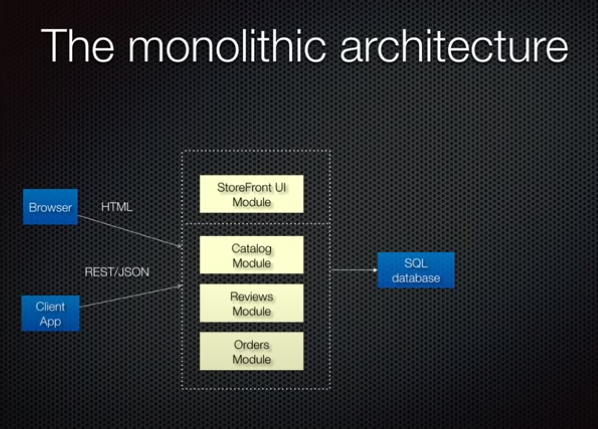 The monolithic architecture
StoreFront UI
Module
Browser
HTML
Catalog
Module
SQL
database
REST/JSON
Reviews
Module
Client
App
Orders
Module